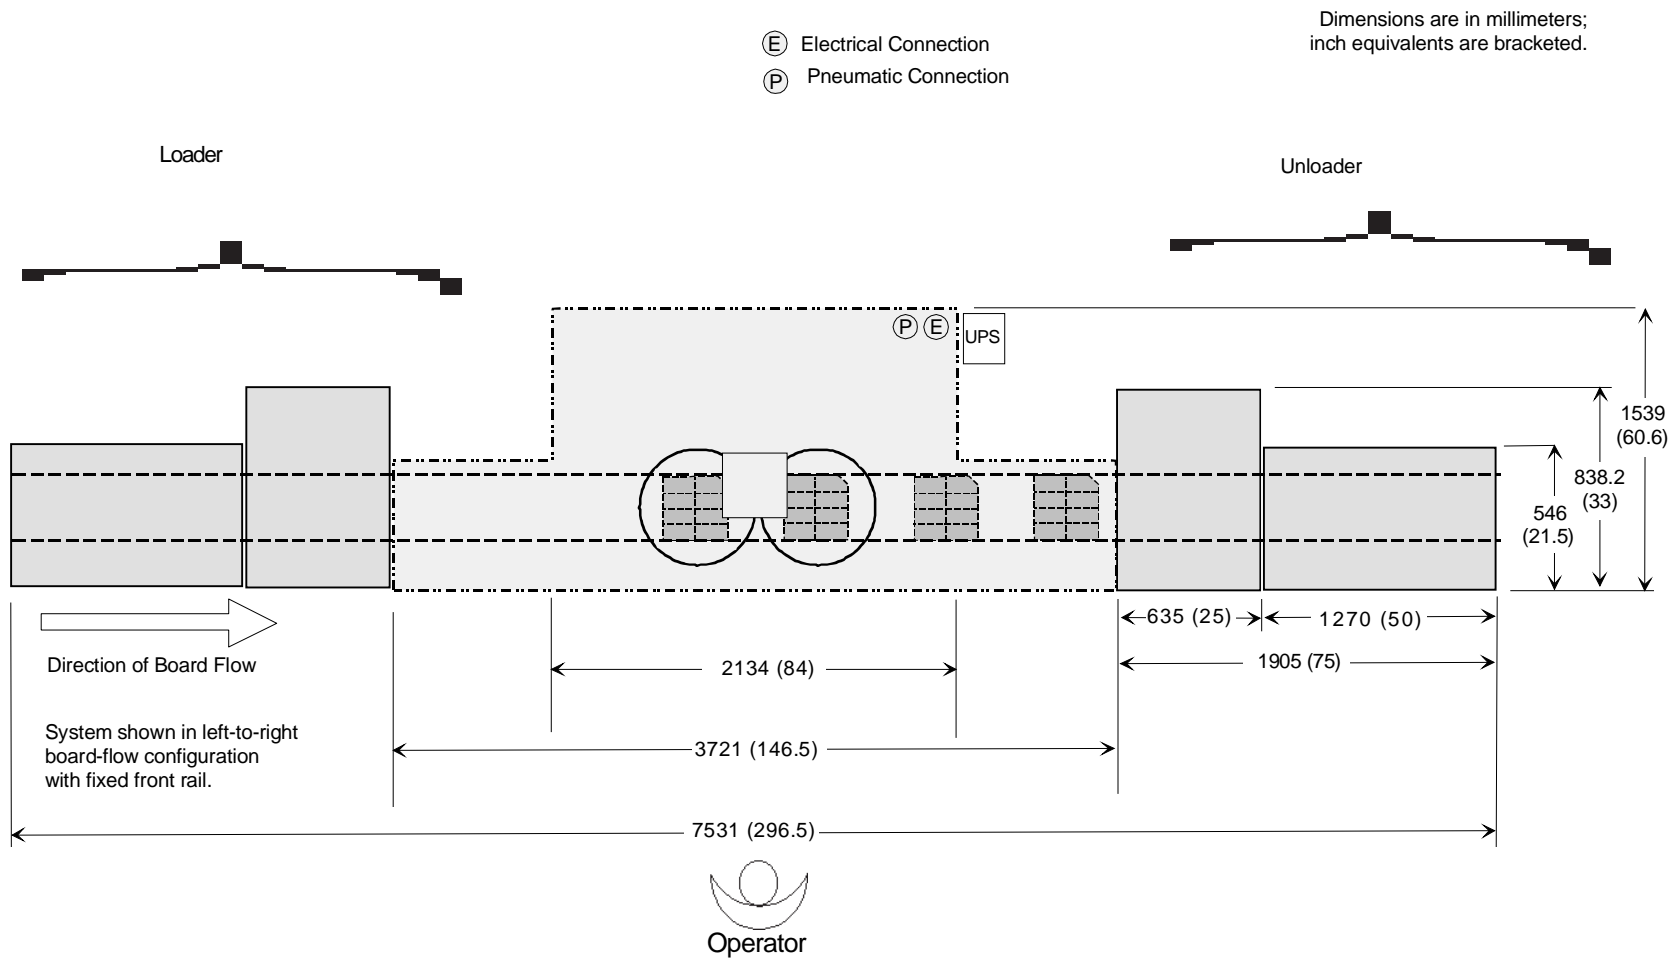 Dimensions are in millimeters;
inch equivalents are bracketed.
E Electrical Connection
P Pneumatic Connection
Loader
Unloader
P E
UPS
1539
(60.6)
838.2
(33)
546
(21.5)
635 (25)
1270 (50)
Direction of Board Flow
2134 (84)
1905 (75)
System shown in left-to-right
board-flow configuration
with fixed front rail.
3721 (146.5)
7531 (296.5)
Operator